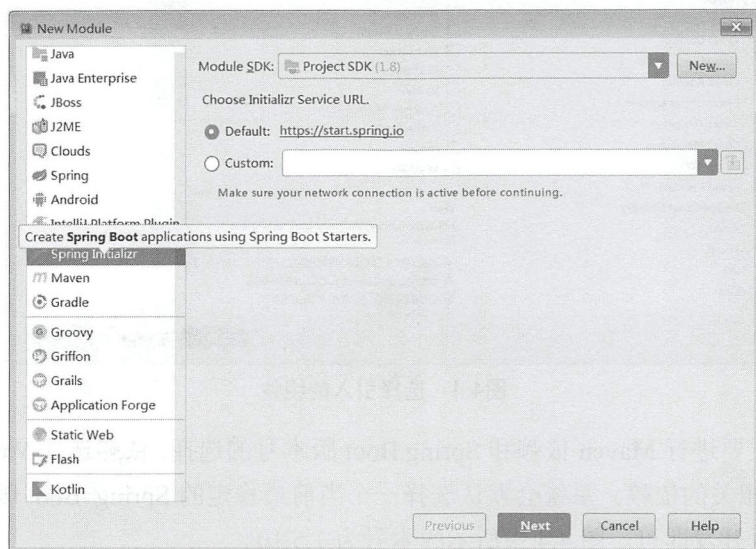 New Module
Java
Java Enterprise
JBoss
J2ME
Clouds
Spring
Android
IntelliJ Platform Plugin
Create Spring Boot applications using Spring Boot Starters.
Spring Initializr
Maven
Gradle
Groovy
Griffon
Grails
Application Forge
Static Web
Flash
Kotlin
Module SDK: Project SDK (1.8) New...
Choose Initializr Service URL.
Default: https://start.spring.io
Custom:
Make sure your network connection is active before continuing.
Previous Next Cancel Help